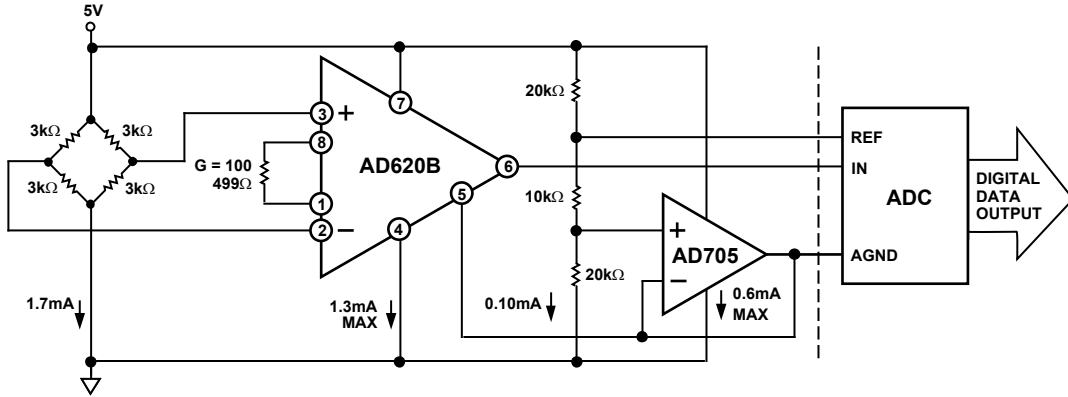 5V
3kΩ
3kΩ
3kΩ
3kΩ
1.7mA
G = 100
499Ω
3
8
1
2
+
–
7
AD620B
6
5
4
1.3mA
MAX
0.10mA
20kΩ
10kΩ
20kΩ
+
–
AD705
0.6mA
MAX
REF
IN
ADC
AGND
DIGITAL
DATA
OUTPUT